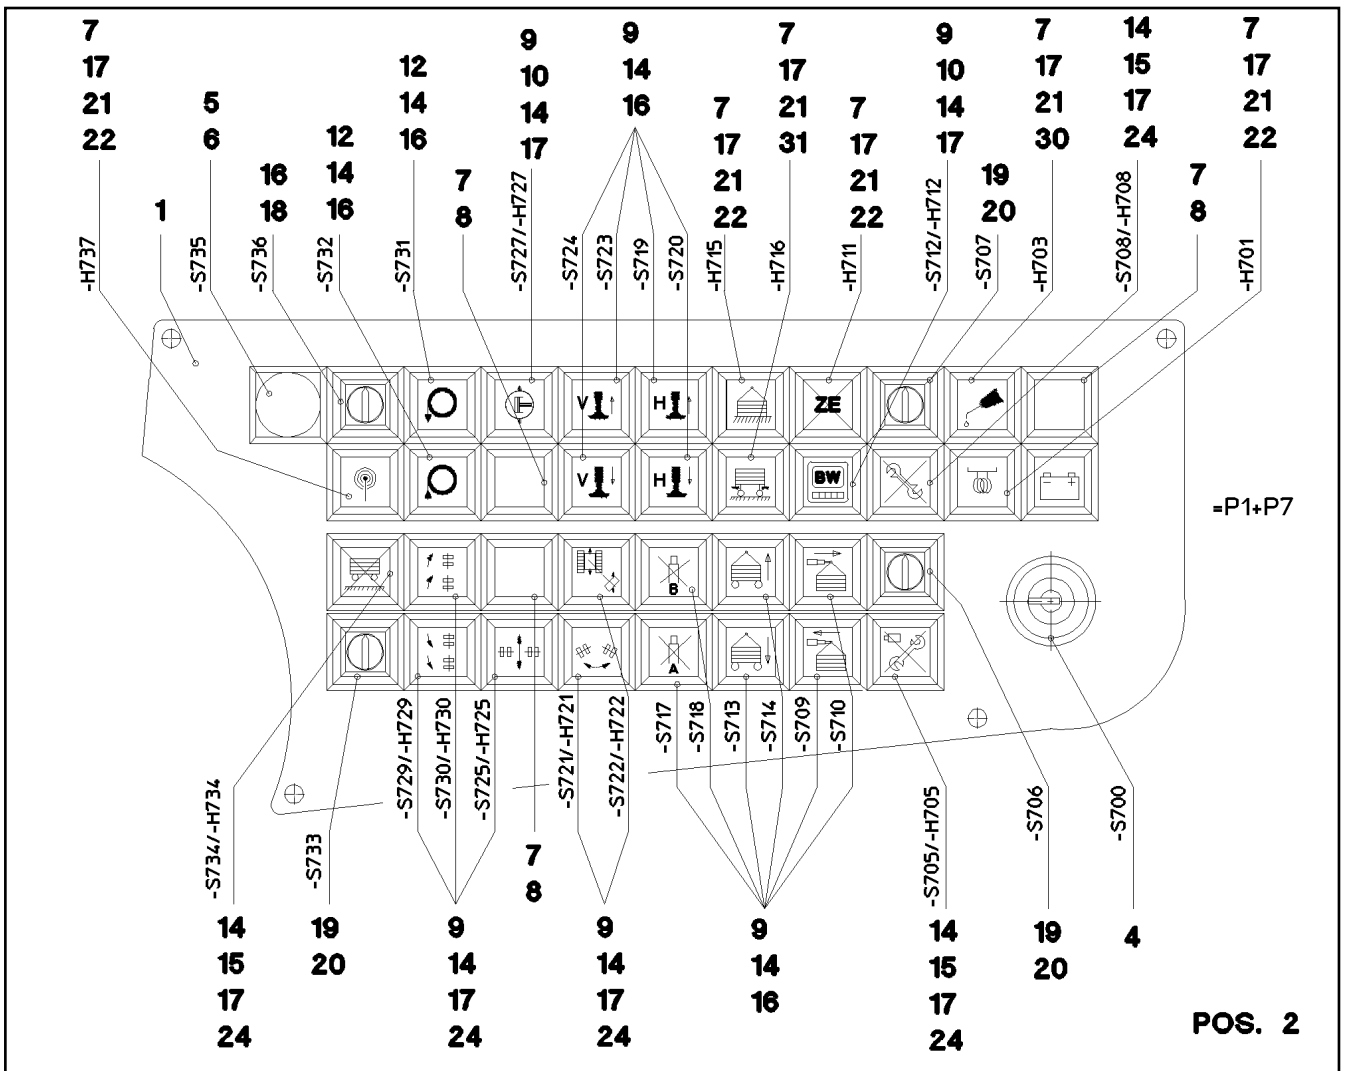 7
17
21
22
-H737
1
5
6
-S735
16
18
-S736
12
14
16
-S732
12
14
16
-S731
7
8
9
10
14
17
-S727/-H727
9
14
16
-S724
-S723
-S719
-S720
7
17
21
22
-H715
7
17
21
31
-H716
7
17
21
22
-H711
9
10
14
17
-S712/-H712
19
20
-S707
7
17
21
30
-H703
14
15
17
24
-S708/-H708
7
8
7
17
21
22
-H701
V
H
ZE
V
H
BW
- +
=P1+P7
B
A
-S734/-H734
14
15
17
24
-S733
19
20
-S729/-H729
-S730/-H730
-S725/-H725
9
14
17
24
7
8
-S721/-H721
-S722/-H722
9
14
17
24
-S717
-S718
-S713
-S714
-S709
-S710
9
14
16
-S705/-H705
14
15
17
24
-S706
19
20
-S700
4
POS. 2